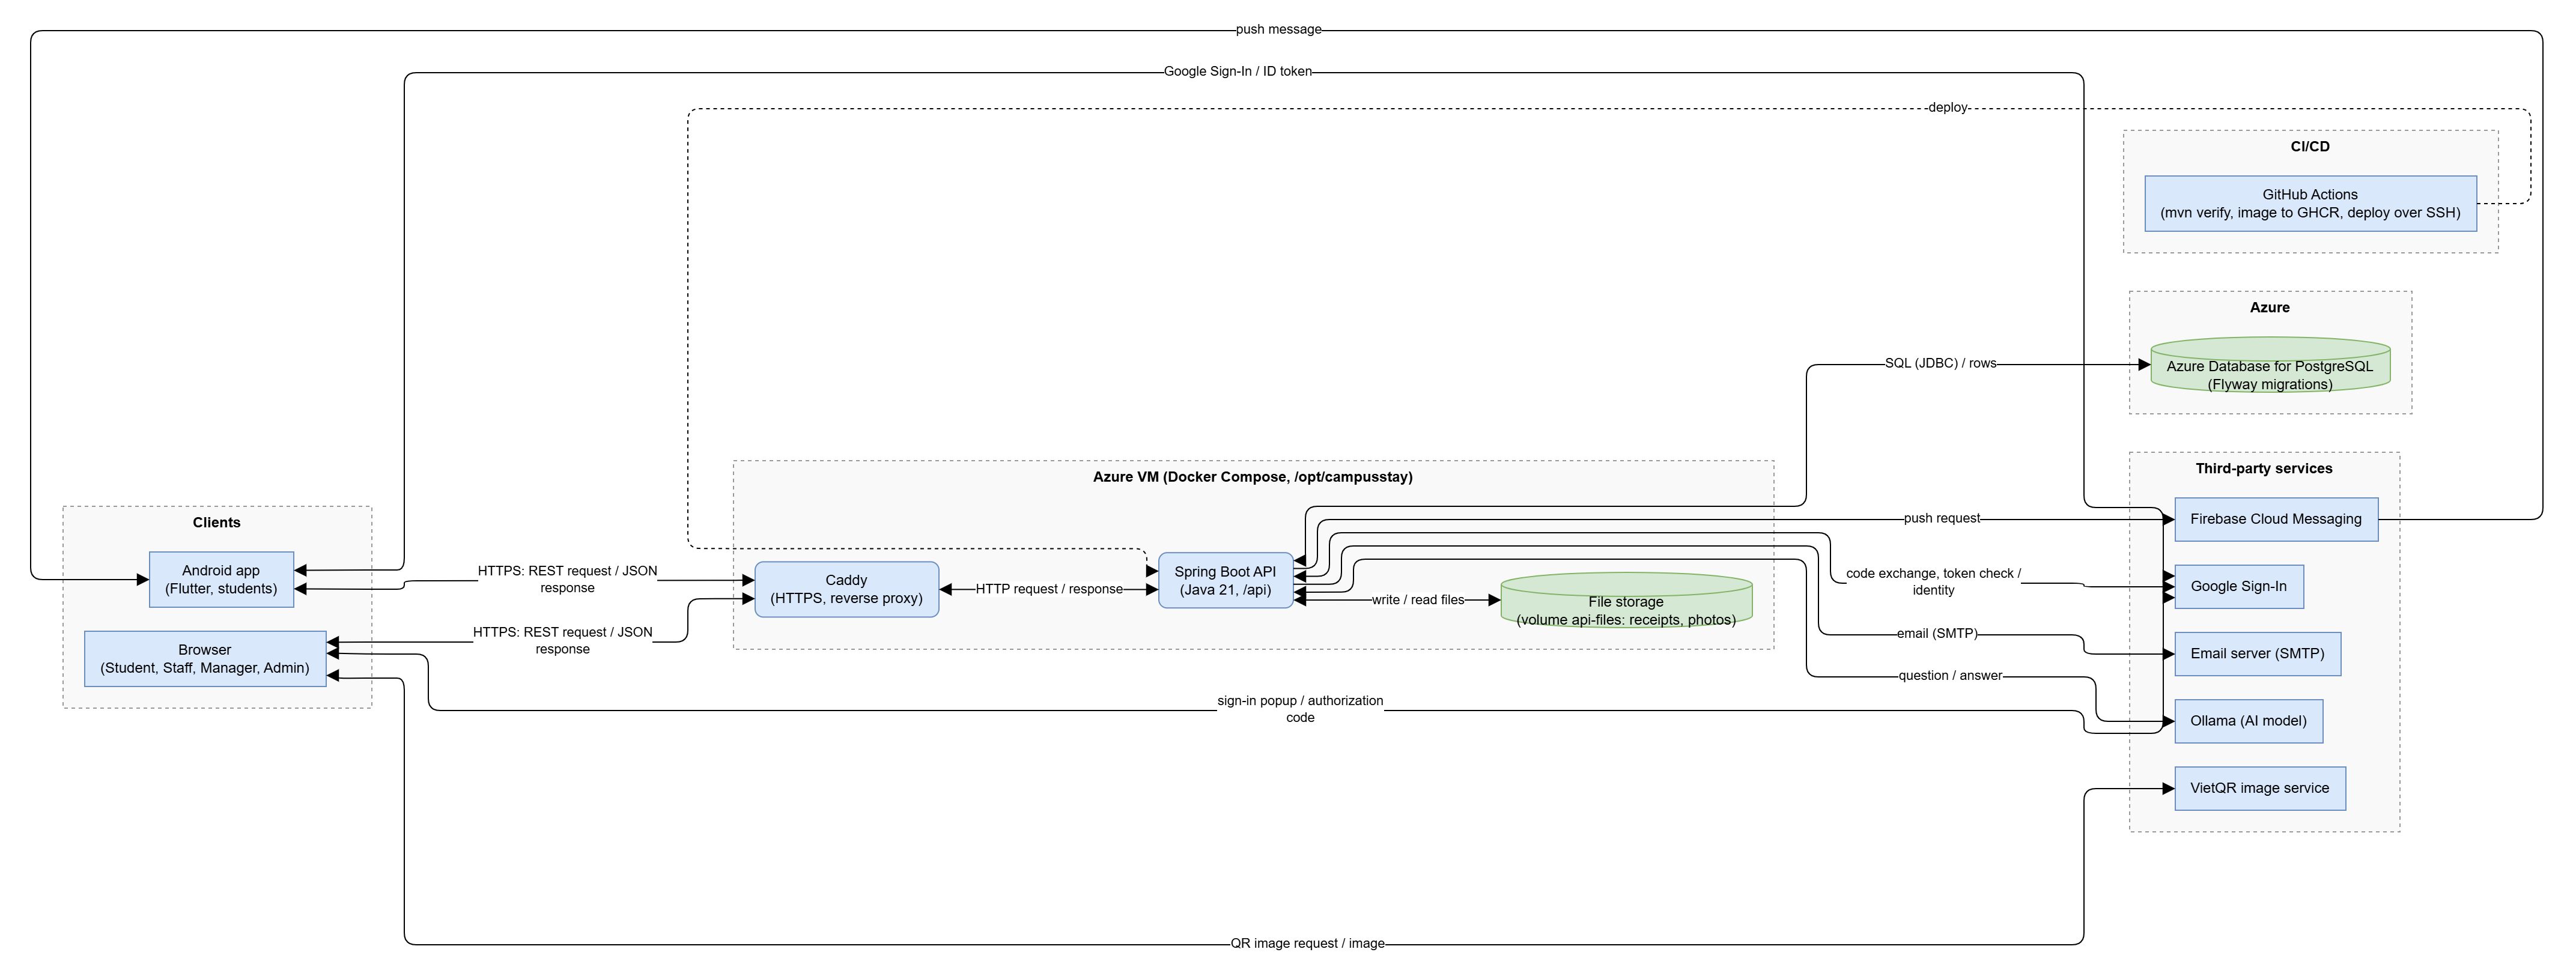 push message
Google Sign-In / ID token
deploy
CI/CD
GitHub Actions
(mvn verify, image to GHCR, deploy over SSH)
Azure
SQL (JDBC) / rows
Azure Database for PostgreSQL
(Flyway migrations)
Third-party services
Azure VM (Docker Compose, /opt/campusstay)
Clients
push request
Firebase Cloud Messaging
Android app
(Flutter, students)
HTTPS: REST request / JSON
response
Caddy
(HTTPS, reverse proxy)
HTTP request / response
Spring Boot API
(Java 21, /api)
write / read files
File storage
(volume api-files: receipts, photos)
code exchange, token check /
identity
Google Sign-In
Browser
(Student, Staff, Manager, Admin)
HTTPS: REST request / JSON
response
email (SMTP)
Email server (SMTP)
question / answer
sign-in popup / authorization
code
Ollama (AI model)
VietQR image service
QR image request / image